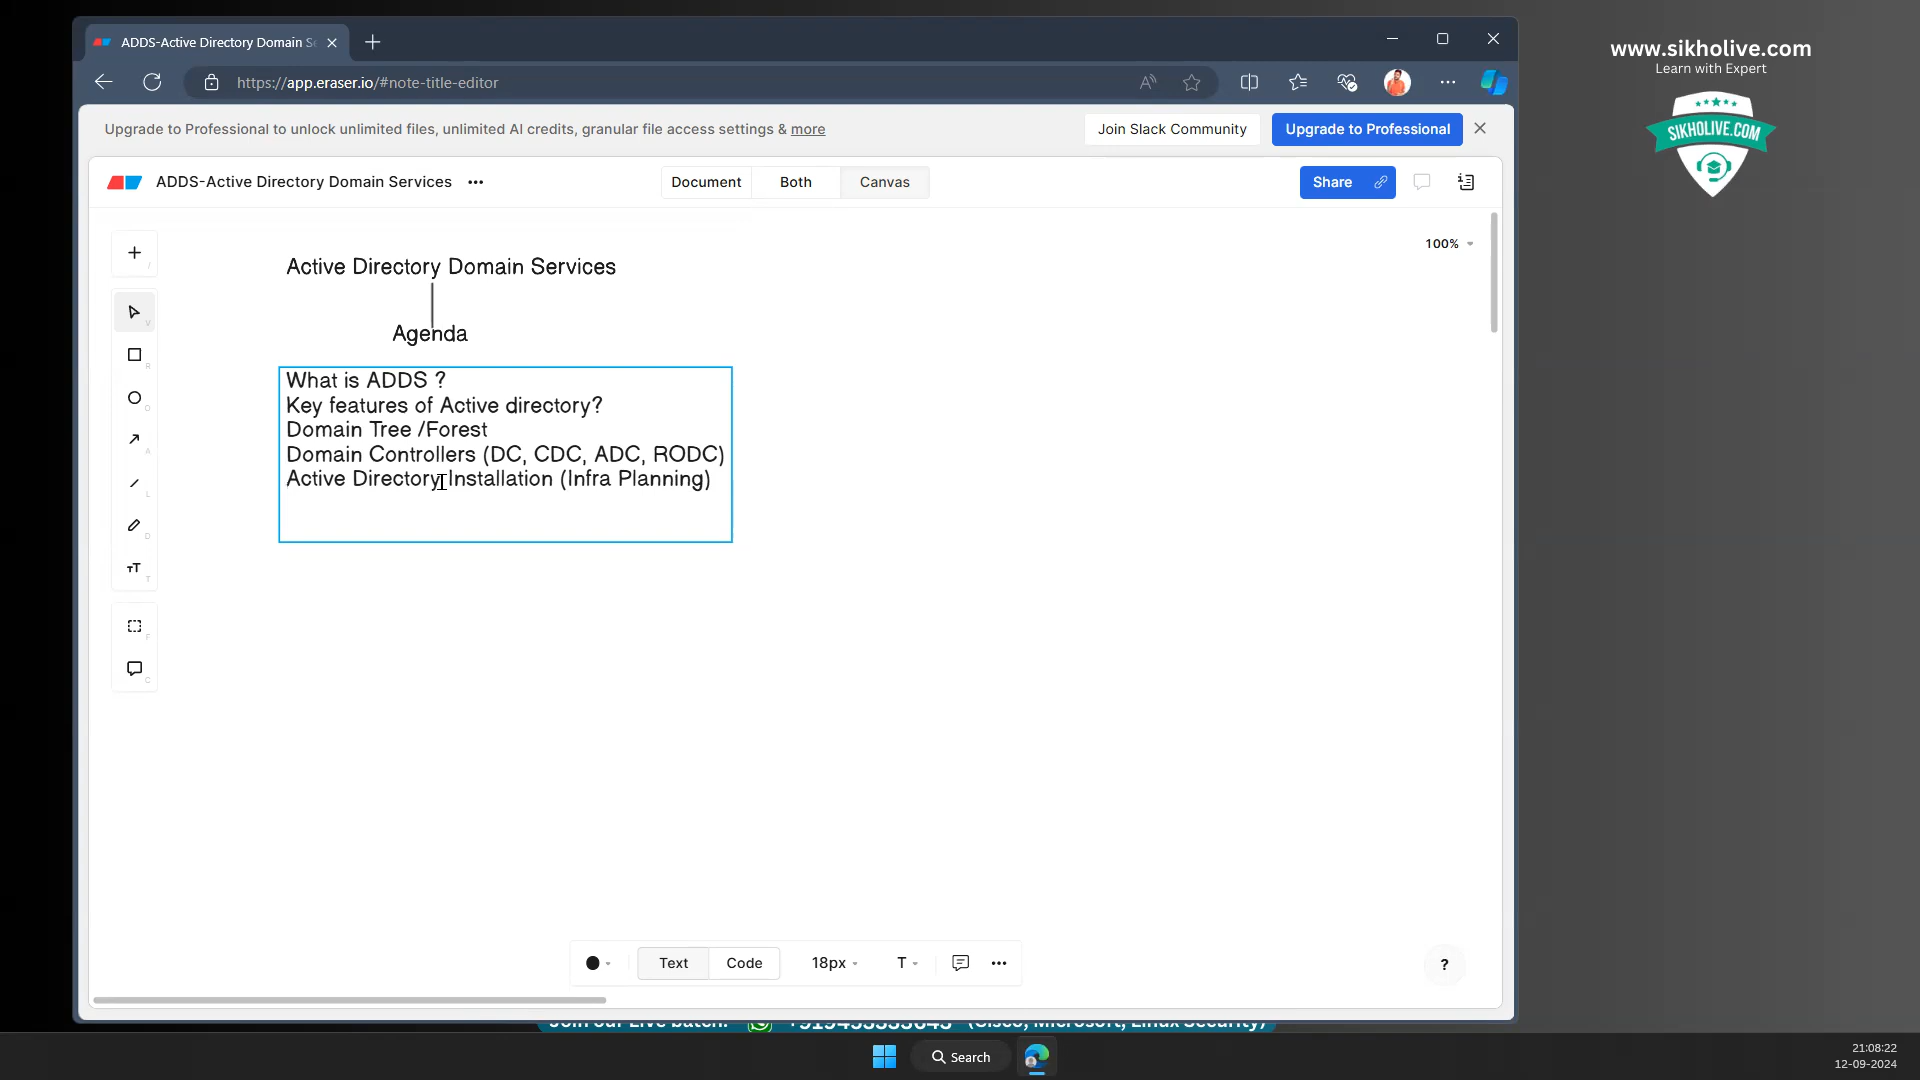 ADDS-Active Directory Domain S
www.sikholive.com
Learn with Expert
SIKHOLIVE.COM
https://app.eraser.io/#note-title-editor
Upgrade to Professional to unlock unlimited files, unlimited AI credits, granular file access settings & more
Join Slack Community
Upgrade to Professional
ADDS-Active Directory Domain Services
Document
Both
Canvas
Share
100%
Active Directory Domain Services
Agenda
What is ADDS ?
Key features of Active directory?
Domain Tree /Forest
Domain Controllers (DC, CDC, ADC, RODC)
Active Directory Installation (Infra Planning)
/
V
R
O
A
L
D
T
F
C
Text
Code
18px
T
?
(Cisco, Microsoft, Linux Security)
Search
21:08:22
12-09-2024